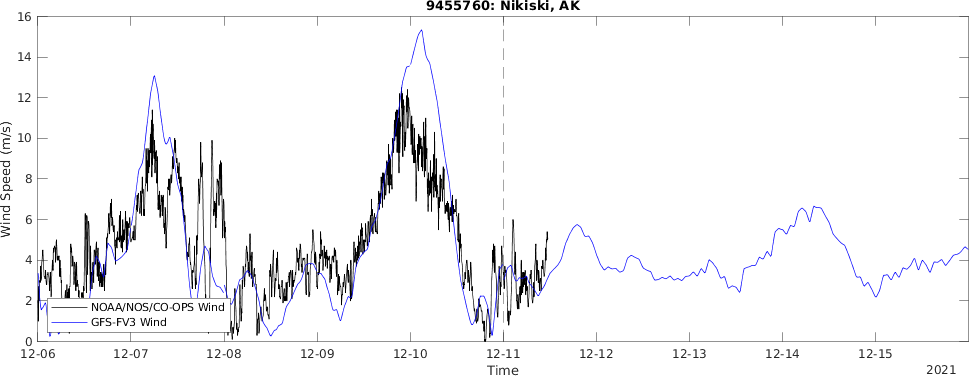 9455760: Nikiski, AK
16
14
12
10
8
6
4
2
0
Wind Speed (m/s)
NOAA/NOS/CO-OPS Wind
GFS-FV3 Wind
12-06 12-07 12-08 12-09 12-10 12-11 12-12 12-13 12-14 12-15
Time
2021